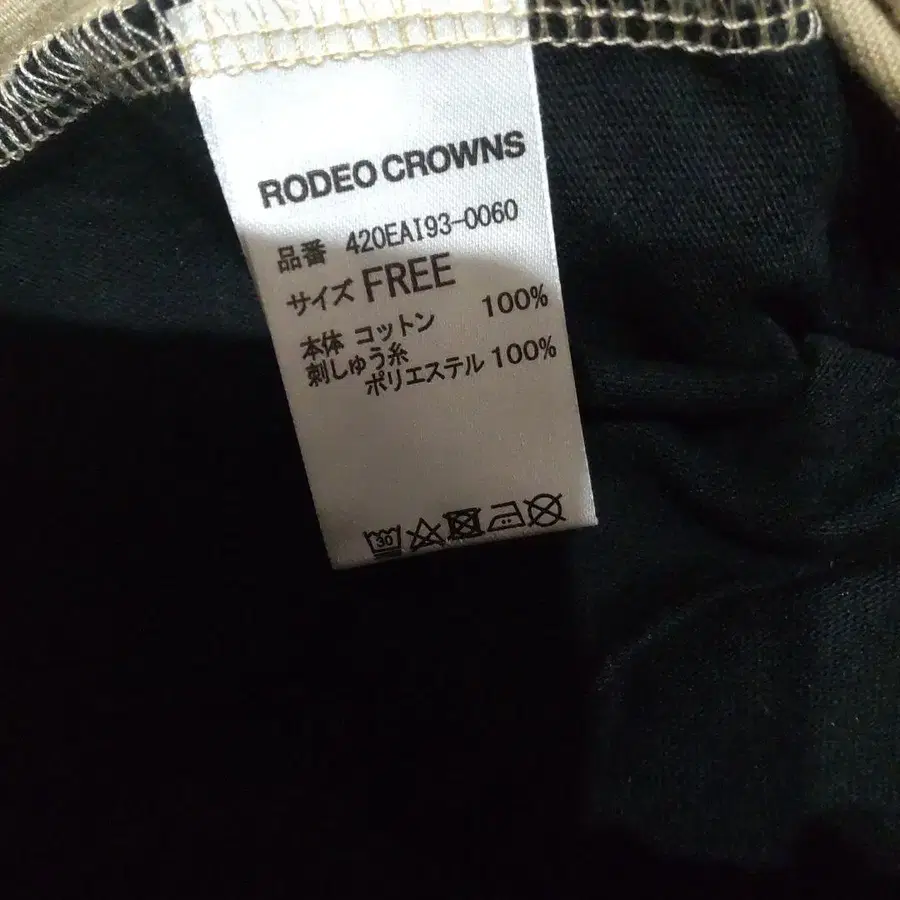 RODEO CROWNS
品番 420EAI93-0060
サイズ FREE
本体 コットン 100%
刺しゅう糸
ポリエステル 100%
30